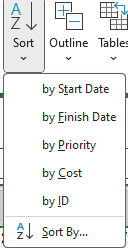 A
Z
Sort
Outline
Tables
by Start Date
by Finish Date
by Priority
by Cost
by ID
A
Z
Sort By...